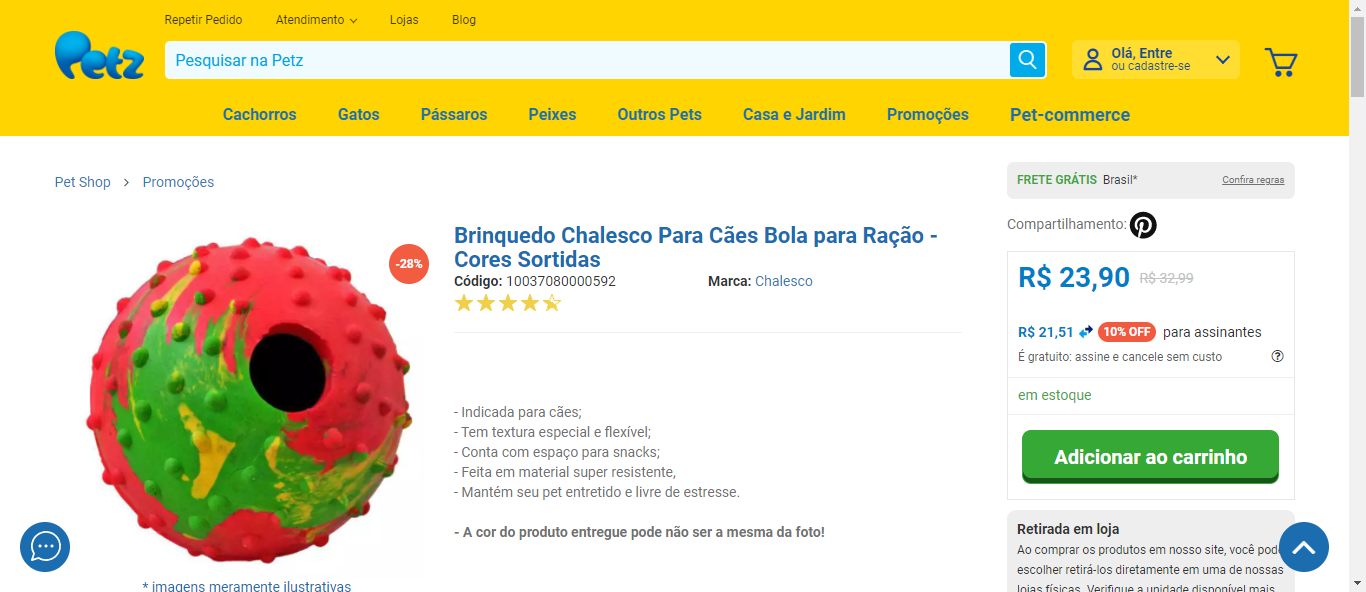 Repetir Pedido
Atendimento
Lojas
Blog
Petz
Pesquisar na Petz
Olá, Entre
ou cadastre-se
Cachorros
Gatos
Pássaros
Peixes
Outros Pets
Casa e Jardim
Promoções
Pet-commerce
Pet Shop > Promoções
FRETE GRÁTIS Brasil*
Confira regras
Compartilhamento:
-28%
Brinquedo Chalesco Para Cães Bola para Ração -
Cores Sortidas
Código: 10037080000592
Marca: Chalesco
- Indicada para cães;
- Tem textura especial e flexível;
- Conta com espaço para snacks;
- Feita em material super resistente,
- Mantém seu pet entretido e livre de estresse.
- A cor do produto entregue pode não ser a mesma da foto!
* imagens meramente ilustrativas
R$ 23,90 R$ 32,99
R$ 21,51 10% OFF para assinantes
É gratuito: assine e cancele sem custo
em estoque
Adicionar ao carrinho
Retirada em loja
Ao comprar os produtos em nosso site, você pode
escolher retirá-los diretamente em uma de nossas
lojas físicas. Verifique a unidade disponível mais